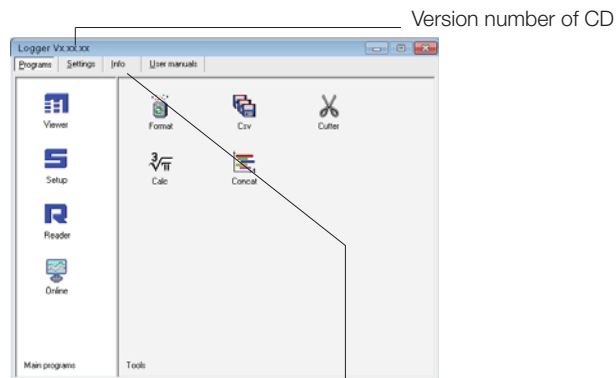 Version number of CD
Logger Vx.xx.xx
Programs Settings Info User manuals
Viewer Format Csv Cutter
Setup Calc Concat
Reader
Online
Main programs Tools